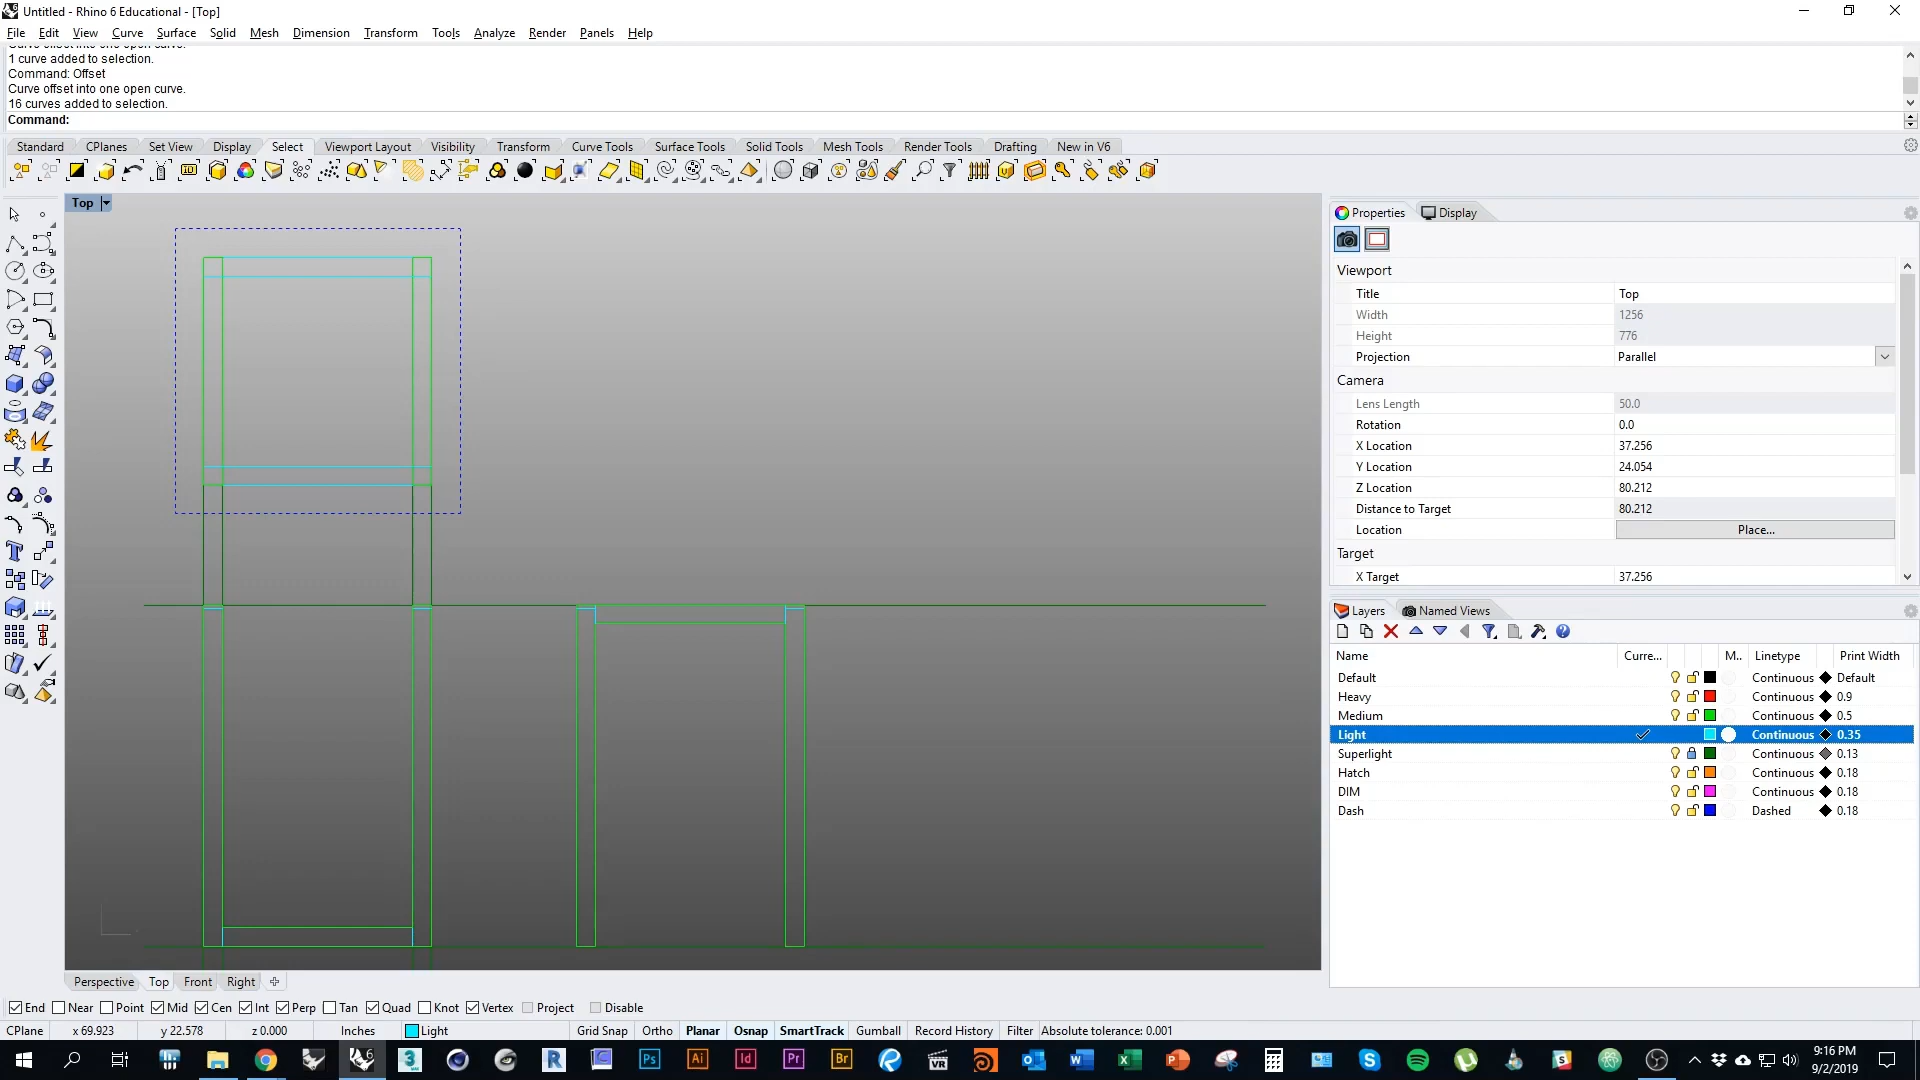 Untitled - Rhino 6 Educational - [Top]
File Edit View Curve Surface Solid Mesh Dimension Transform Tools Analyze Render Panels Help
Curve offset into one open curve.
1 curve added to selection.
Command: Offset
Curve offset into one open curve.
16 curves added to selection.
Command:
Standard CPlanes Set View Display Select Viewport Layout Visibility Transform Curve Tools Surface Tools Solid Tools Mesh Tools Render Tools Drafting New in V6
Top
Properties Display
Viewport
Title Top
Width 1256
Height 776
Projection Parallel
Camera
Lens Length 50.0
Rotation 0.0
X Location 37.256
Y Location 24.054
Z Location 80.212
Distance to Target 80.212
Location Place...
Target
X Target 37.256
Layers Named Views
Name Curre... M.. Linetype Print Width
Default Continuous Default
Heavy Continuous 0.9
Medium Continuous 0.5
Light Continuous 0.35
Superlight Continuous 0.13
Hatch Continuous 0.18
DIM Continuous 0.18
Dash Dashed 0.18
Perspective Top Front Right
End Near Point Mid Cen Int Perp Tan Quad Knot Vertex Project Disable
CPlane x 69.923 y 22.578 z 0.000 Inches Light Grid Snap Ortho Planar Osnap SmartTrack Gumball Record History Filter Absolute tolerance: 0.001
9:16 PM
9/2/2019